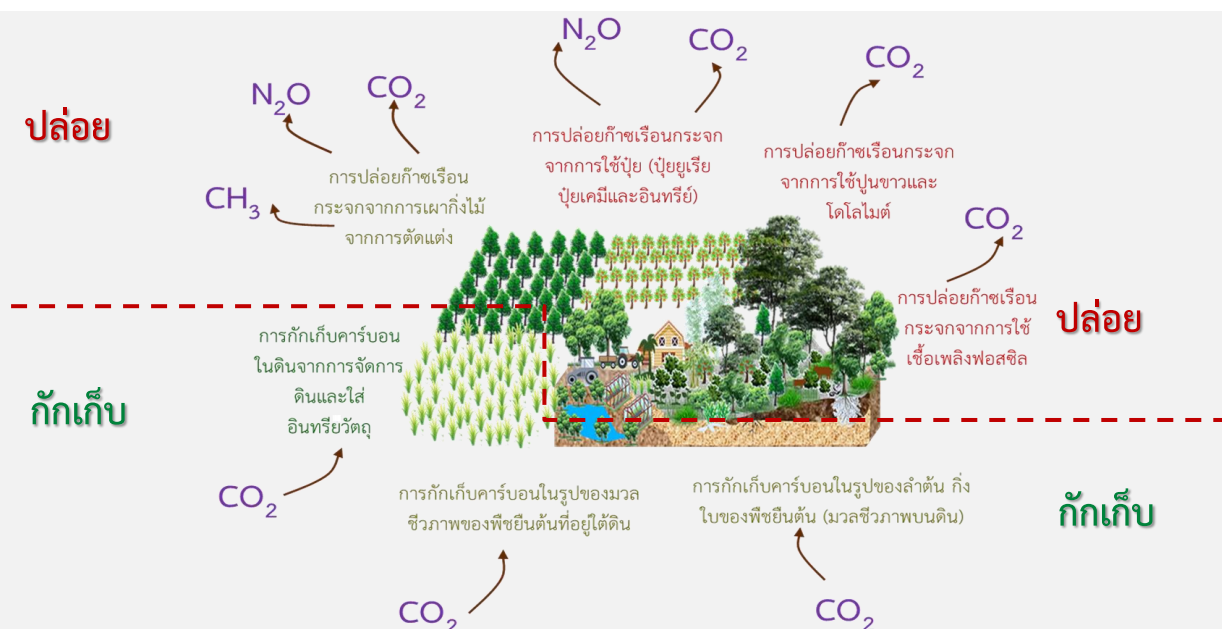 ปล่อย
N2O
CO2
CH3
การปล่อยก๊าซเรือน
กระจกจากการเผากิ่งไม้
จากการตัดแต่ง
N2O
CO2
การปล่อยก๊าซเรือนกระจก
จากการใช้ปุ๋ย (ปุ๋ยยูเรีย
ปุ๋ยเคมีและอินทรีย์)
CO2
การปล่อยก๊าซเรือนกระจก
จากการใช้ปูนขาวและ
โดโลไมต์
CO2
การปล่อยก๊าซเรือน
กระจกจากการใช้
เชื้อเพลิงฟอสซิล
ปล่อย
กักเก็บ
การกักเก็บคาร์บอน
ในดินจากการจัดการ
ดินและใส่
อินทรียวัตถุ
CO2
การกักเก็บคาร์บอนในรูปของมวล
ชีวภาพของพืชยืนต้นที่อยู่ใต้ดิน
CO2
การกักเก็บคาร์บอนในรูปของลำต้น กิ่ง
ใบของพืชยืนต้น (มวลชีวภาพบนดิน)
CO2
กักเก็บ